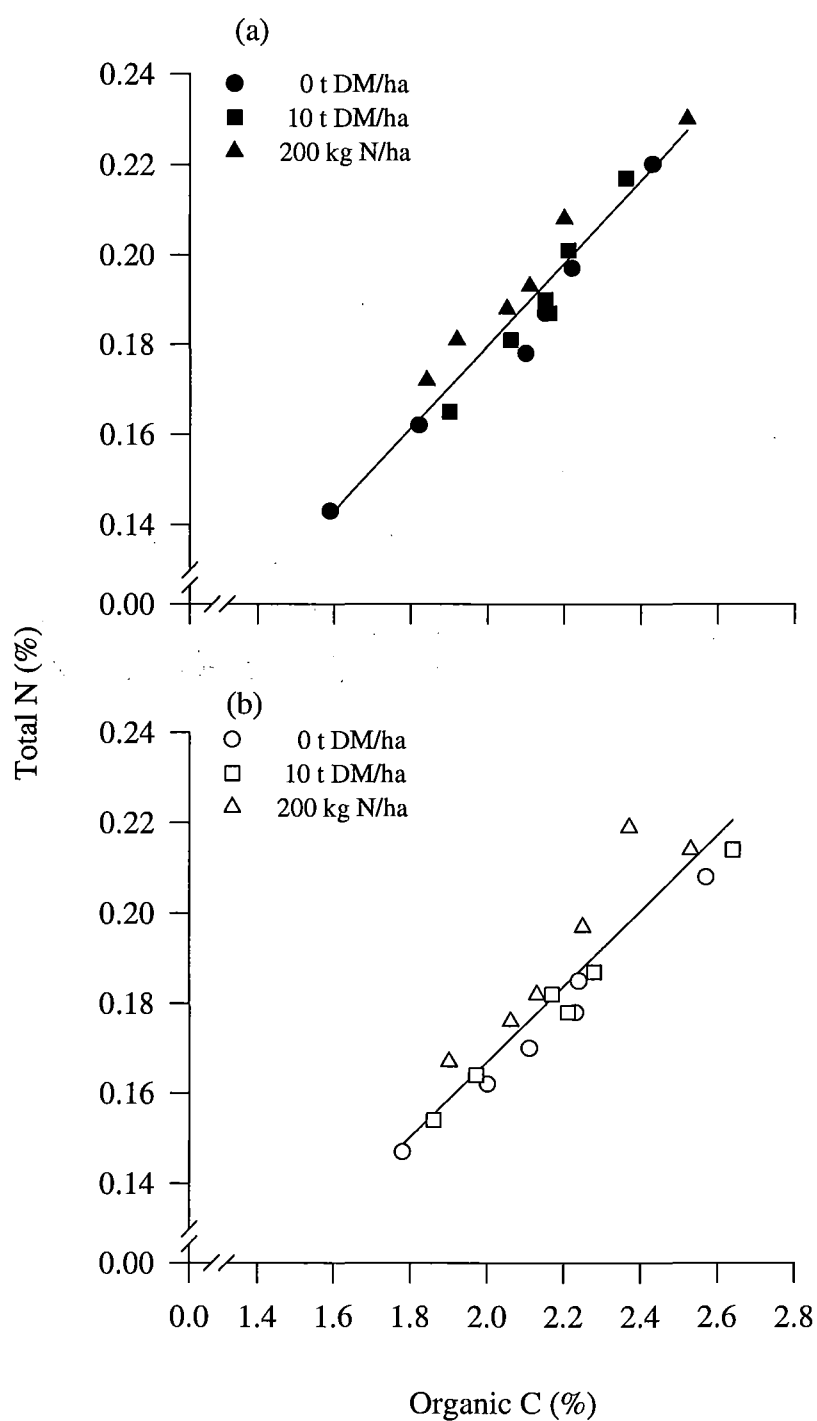 (a)
0.24
0 t DM/ha
10 t DM/ha
200 kg N/ha
0.22
0.20
0.18
0.16
0.14
0.00
Total N (%)
(b)
0.24
0 t DM/ha
10 t DM/ha
200 kg N/ha
0.22
0.20
0.18
0.16
0.14
0.00
0.0 1.4 1.6 1.8 2.0 2.2 2.4 2.6 2.8
Organic C (%)